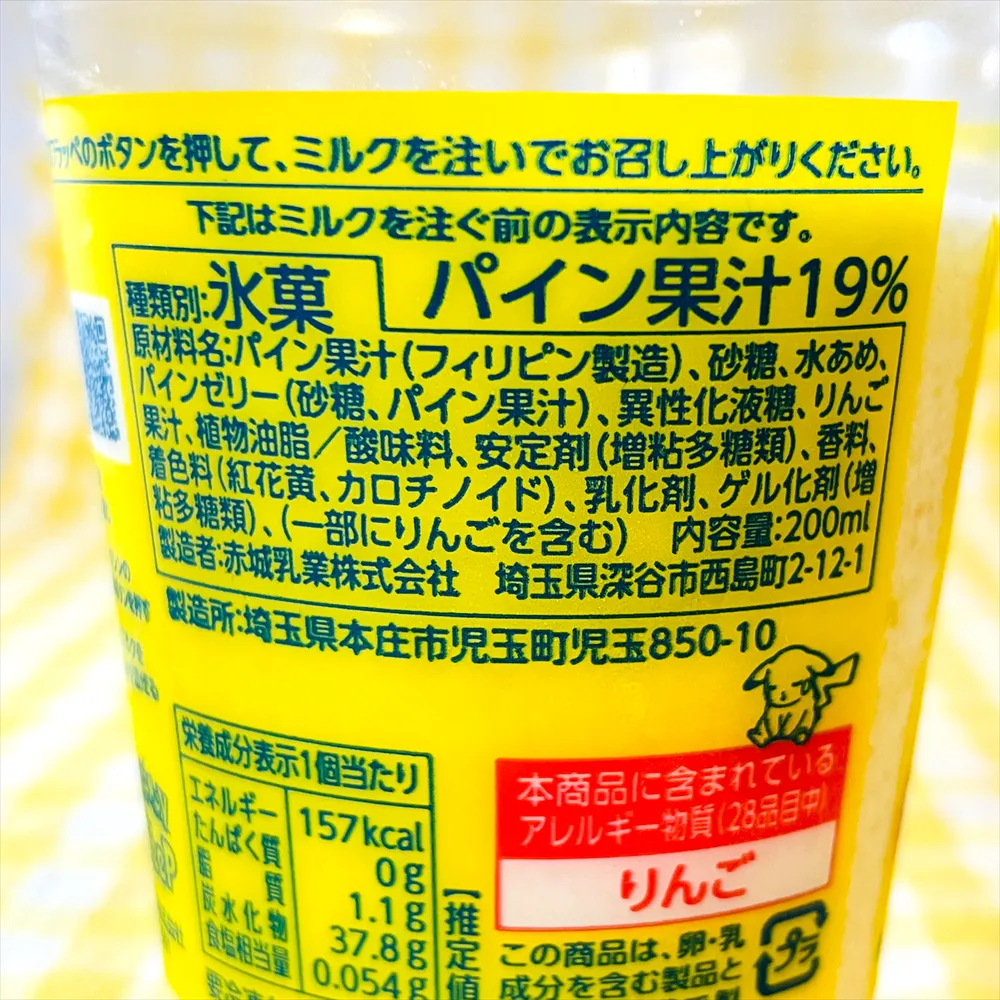 ラッペのボタンを押して、ミルクを注いでお召し上がりください。
下記はミルクを注ぐ前の表示内容です。
種類別:氷菓 パイン果汁19%
原材料名:パイン果汁(フィリピン製造)、砂糖、水あめ、
パインゼリー(砂糖、パイン果汁)、異性化液糖、りんご
果汁、植物油脂/酸味料、安定剤(増粘多糖類)、香料、
着色料(紅花黄、カロチノイド)、乳化剤、ゲル化剤(増
粘多糖類)、(一部にりんごを含む) 内容量:200ml
製造者:赤城乳業株式会社 埼玉県深谷市西島町2-12-1
製造所:埼玉県本庄市児玉町児玉850-10
栄養成分表示1個当たり
エネルギー 157kcal
たんぱく質 0g
脂質 1.1g
炭水化物 37.8g
食塩相当量 0.054g
【推定値
本商品に含まれている
アレルギー物質(28品目中)
りんご
この商品は、卵・乳
成分を含む製品と
プラ